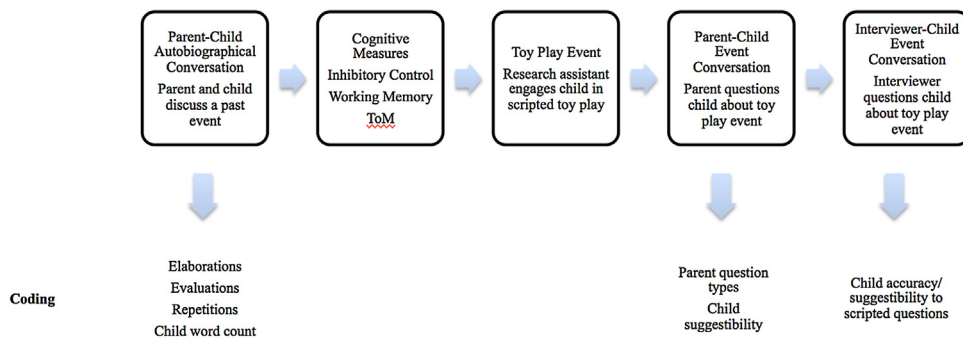 Parent-Child
Autobiographical
Conversation
Parent and child
discuss a past
event
Cognitive
Measures
Inhibitory Control
Working Memory
ToM
Toy Play Event
Research assistant
engages child in
scripted toy play
Parent-Child
Event
Conversation
Parent questions
child about toy
play event
Interviewer-Child
Event
Conversation
Interviewer
questions child
about toy play
event
Coding
Elaborations
Evaluations
Repetitions
Child word count
Parent question
types
Child
suggestibility
Child accuracy/
suggestibility to
scripted questions